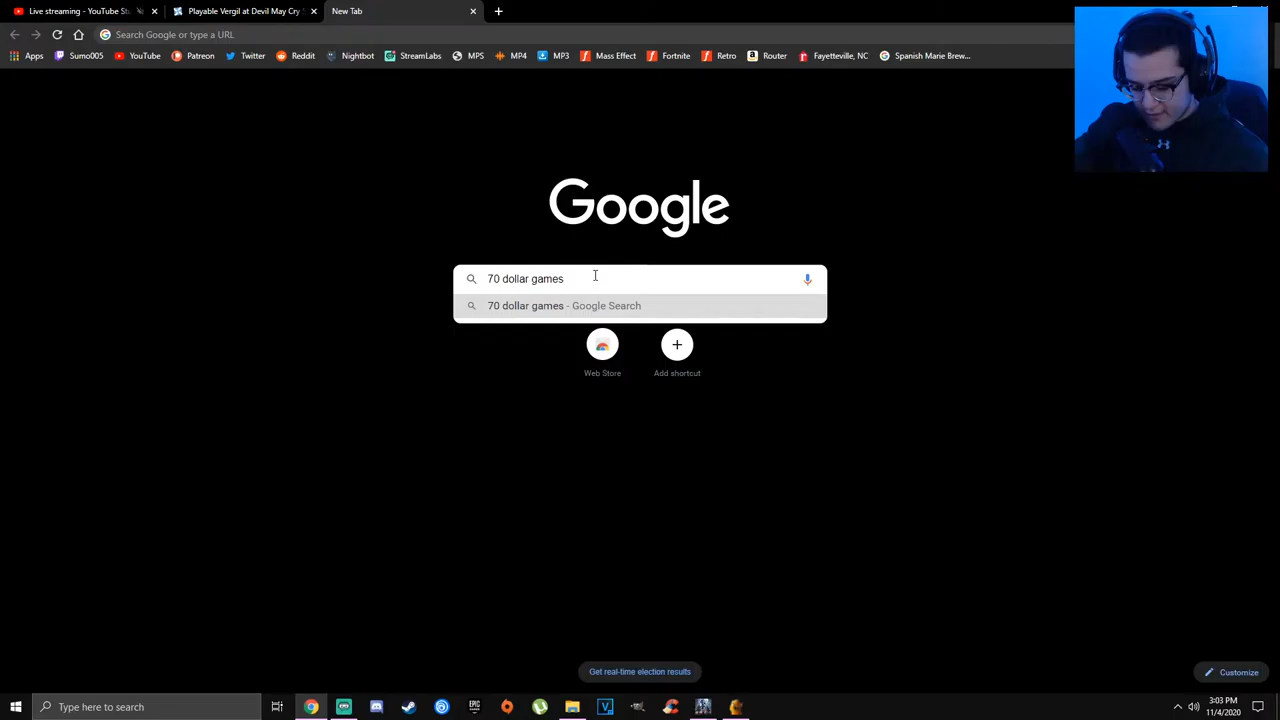 Live streaming - YouTube Stu
Playable Vergil at Devil May Cry
New Tab
Search Google or type a URL
Apps
Sumo005
YouTube
Patreon
Twitter
Reddit
Nightbot
StreamLabs
MPS
MP4
MP3
Mass Effect
Fortnite
Retro
Router
Fayetteville, NC
Spanish Marie Brew...
Google
70 dollar games
70 dollar games - Google Search
Web Store
Add shortcut
Get real-time election results
Customize
Type here to search
EPIC
3:03 PM
11/4/2020